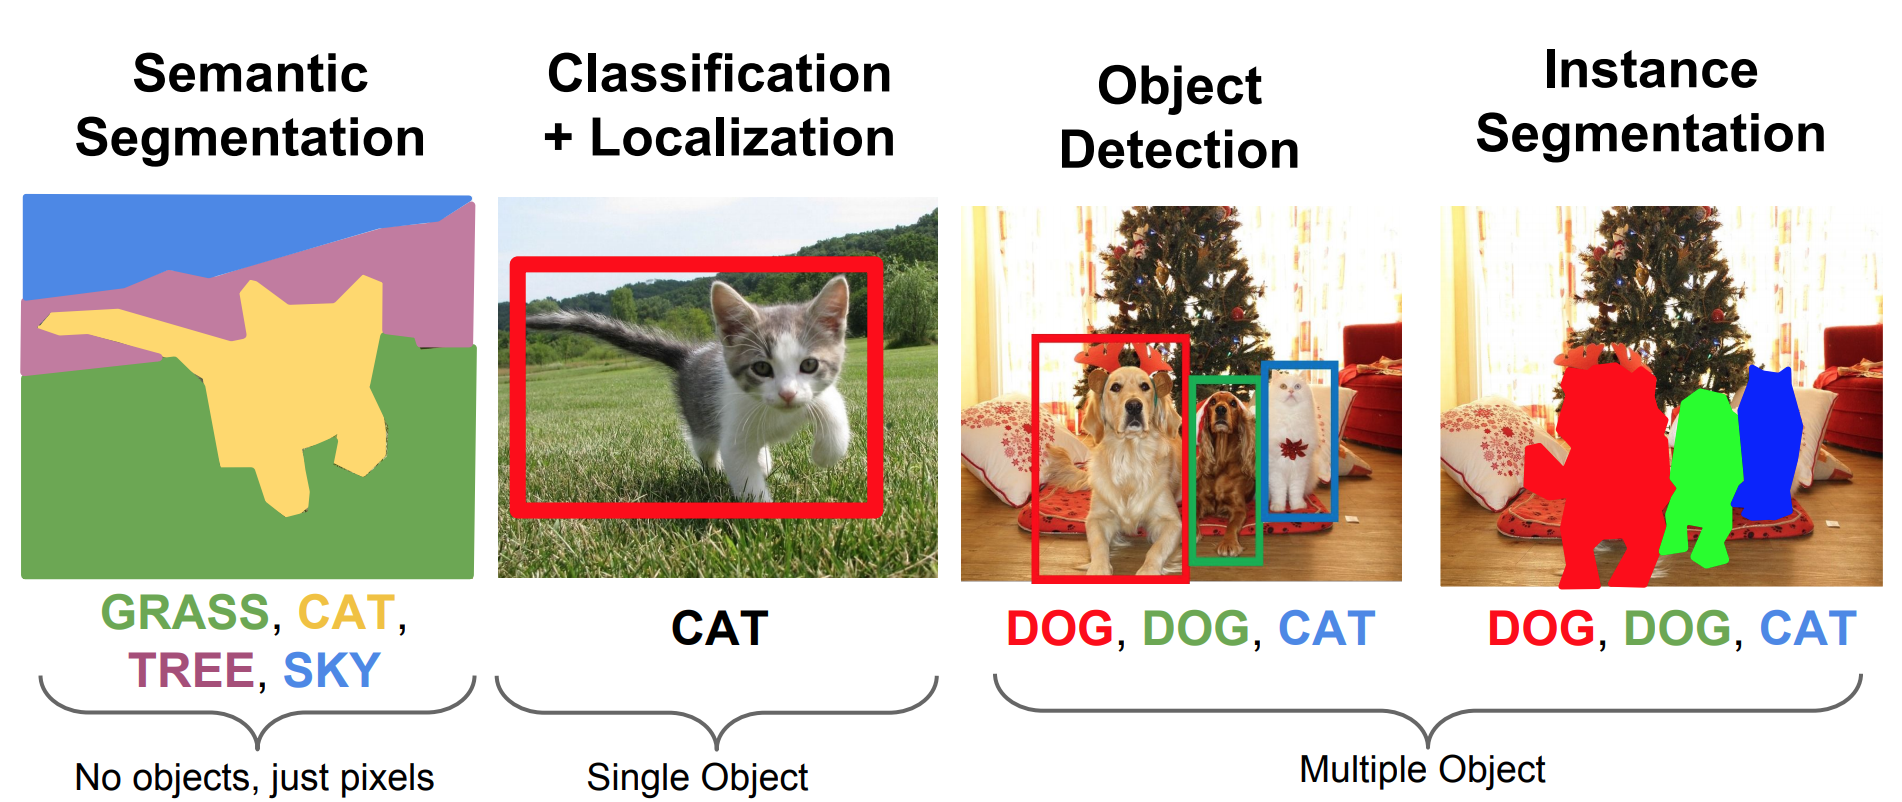 Semantic
Segmentation
Classification
+ Localization
Object
Detection
Instance
Segmentation
GRASS, CAT,
TREE, SKY
CAT
DOG, DOG, CAT
DOG, DOG, CAT
No objects, just pixels
Single Object
Multiple Object